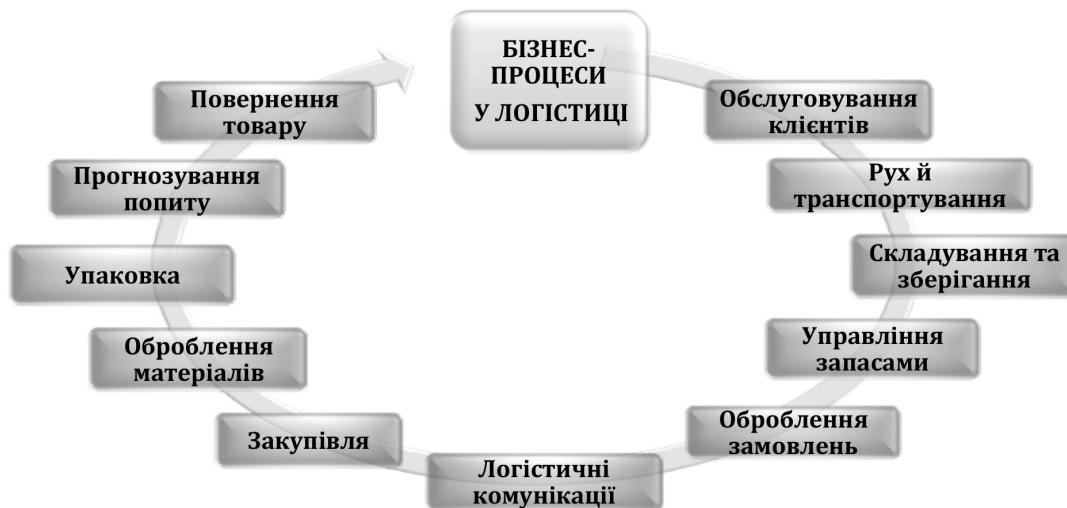 БІЗНЕС-
ПРОЦЕСИ
У ЛОГІСТИЦІ
Обслуговування
клієнтів
Рух й
транспортування
Складування та
зберігання
Управління
запасами
Оброблення
замовлень
Логістичні
комунікації
Закупівля
Оброблення
матеріалів
Упаковка
Прогнозування
попиту
Повернення
товару